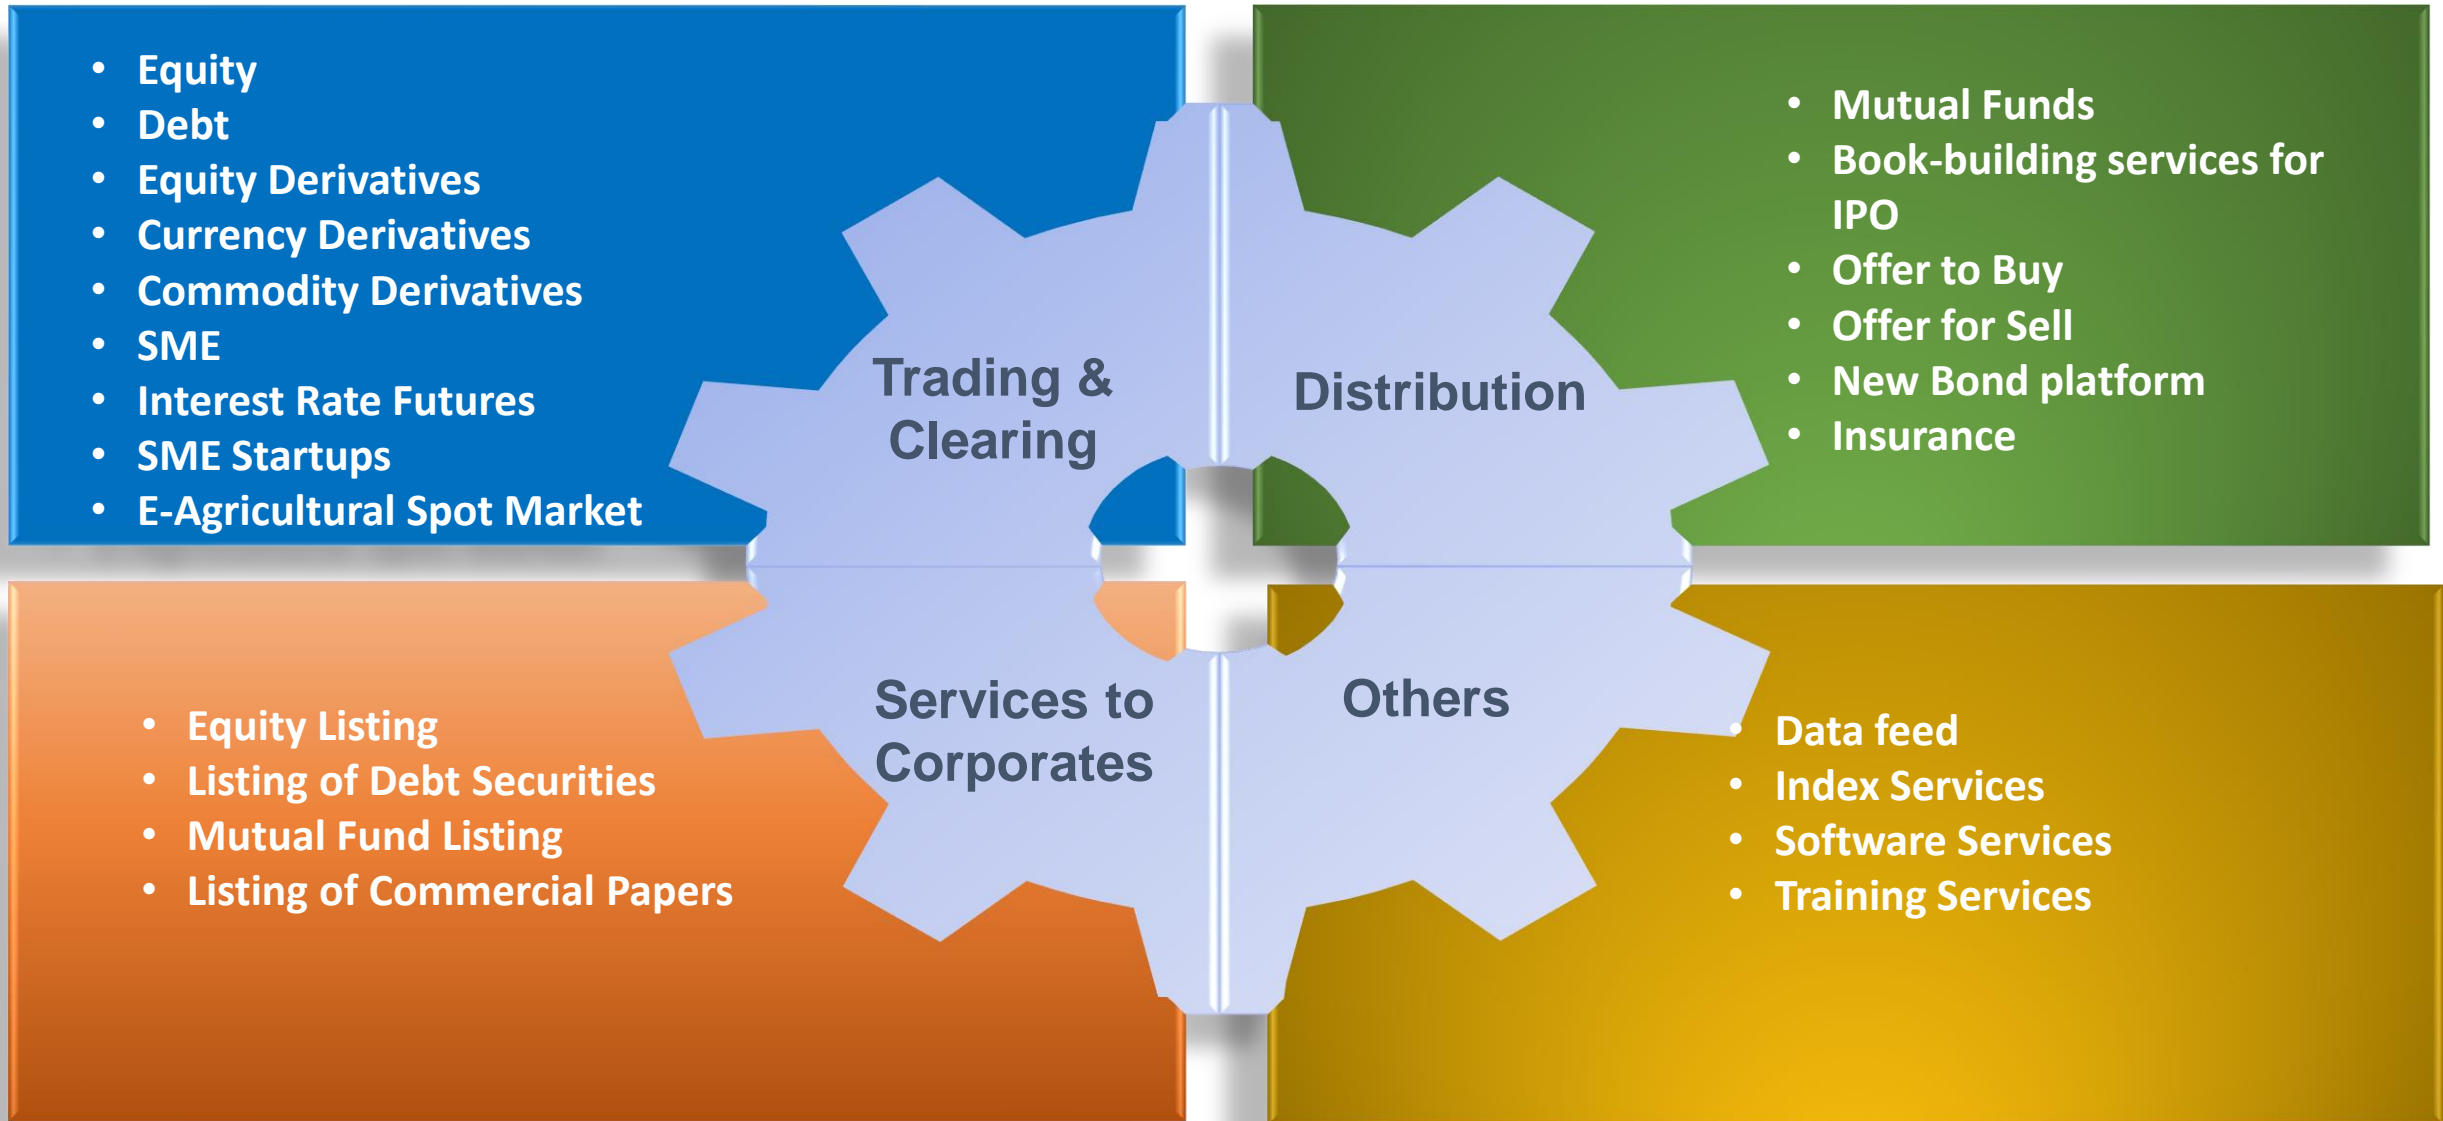 • Equity
• Debt
• Equity Derivatives
• Currency Derivatives
• Commodity Derivatives
• SME
• Interest Rate Futures
• SME Startups
• E-Agricultural Spot Market
Trading &
Clearing
Distribution
• Mutual Funds
• Book-building services for
IPO
• Offer to Buy
• Offer for Sell
• New Bond platform
• Insurance
• Equity Listing
• Listing of Debt Securities
• Mutual Fund Listing
• Listing of Commercial Papers
Services to
Corporates
Others
• Data feed
• Index Services
• Software Services
• Training Services